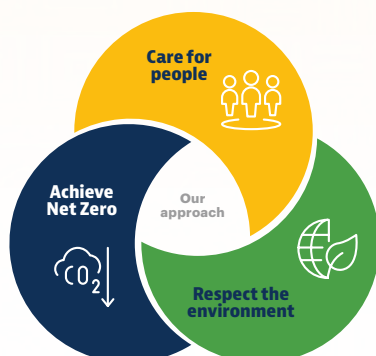 Care for
people
Achieve
Net Zero
Our
approach
CO2
Respect the
environment